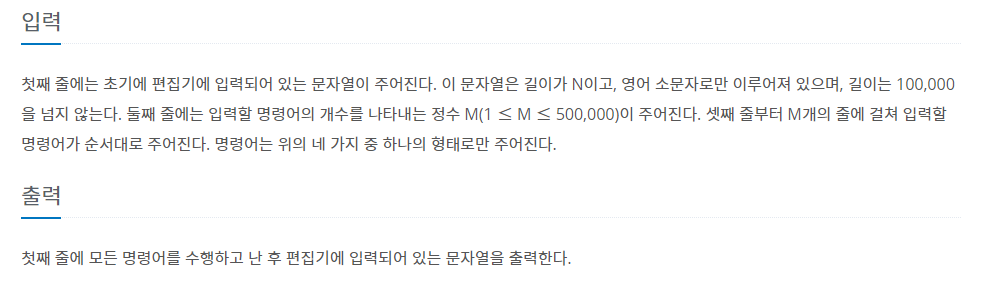 입력
첫째 줄에는 초기에 편집기에 입력되어 있는 문자열이 주어진다. 이 문자열은 길이가 N이고, 영어 소문자로만 이루어져 있으며, 길이는 100,000
을 넘지 않는다. 둘째 줄에는 입력할 명령어의 개수를 나타내는 정수 M(1 ≤ M ≤ 500,000)이 주어진다. 셋째 줄부터 M개의 줄에 걸쳐 입력할
명령어가 순서대로 주어진다. 명령어는 위의 네 가지 중 하나의 형태로만 주어진다.
출력
첫째 줄에 모든 명령어를 수행하고 난 후 편집기에 입력되어 있는 문자열을 출력한다.